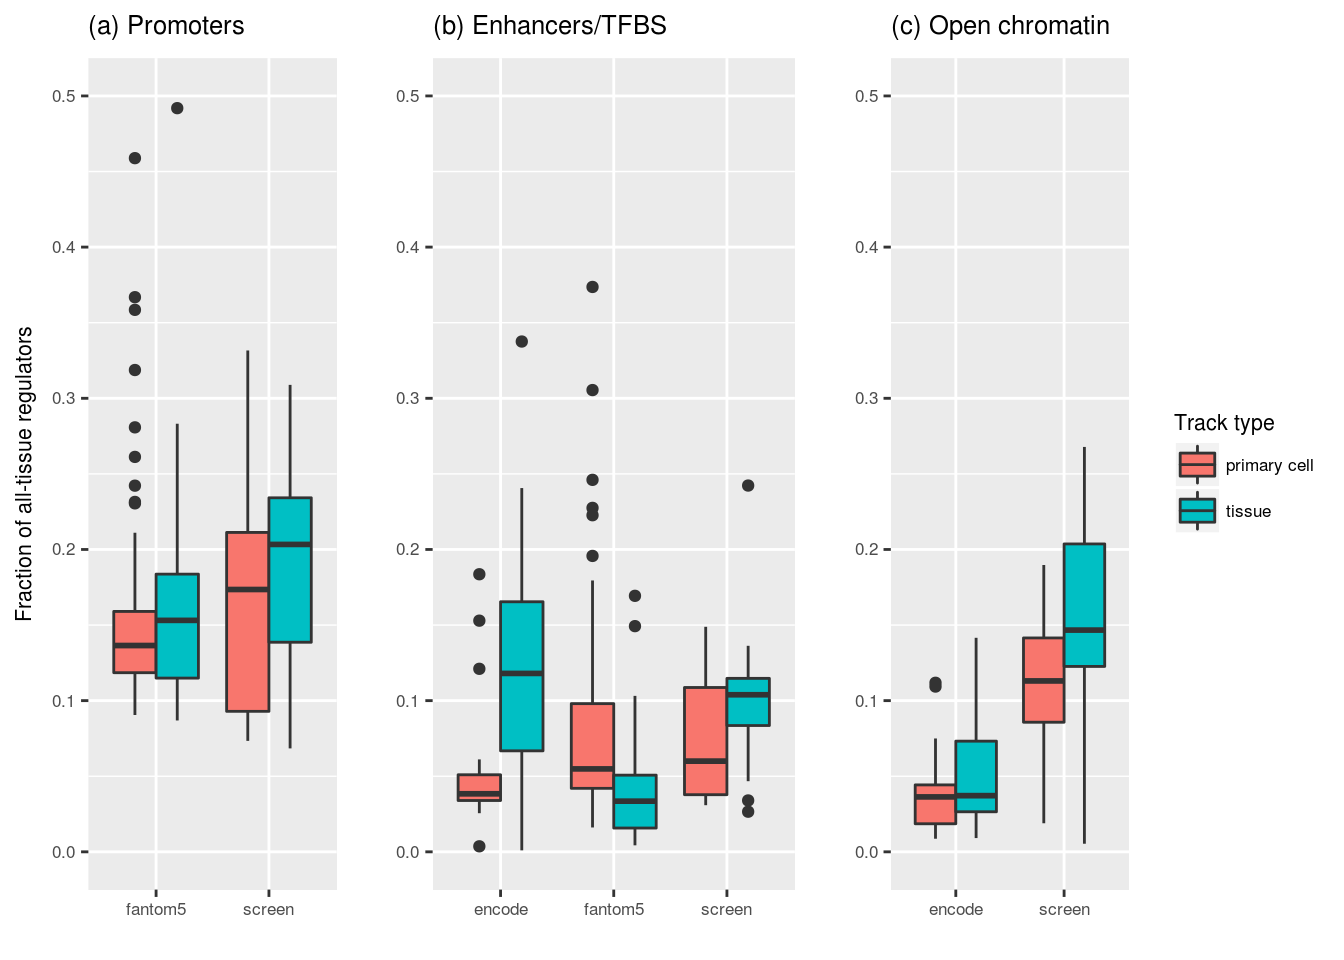 (a) Promoters
(b) Enhancers/TFBS
(c) Open chromatin
Fraction of all-tissue regulators
0.5
0.4
0.3
0.2
0.1
0.0
fantom5
screen
0.5
0.4
0.3
0.2
0.1
0.0
encode
fantom5
screen
0.5
0.4
0.3
0.2
0.1
0.0
encode
screen
Track type
primary cell
tissue